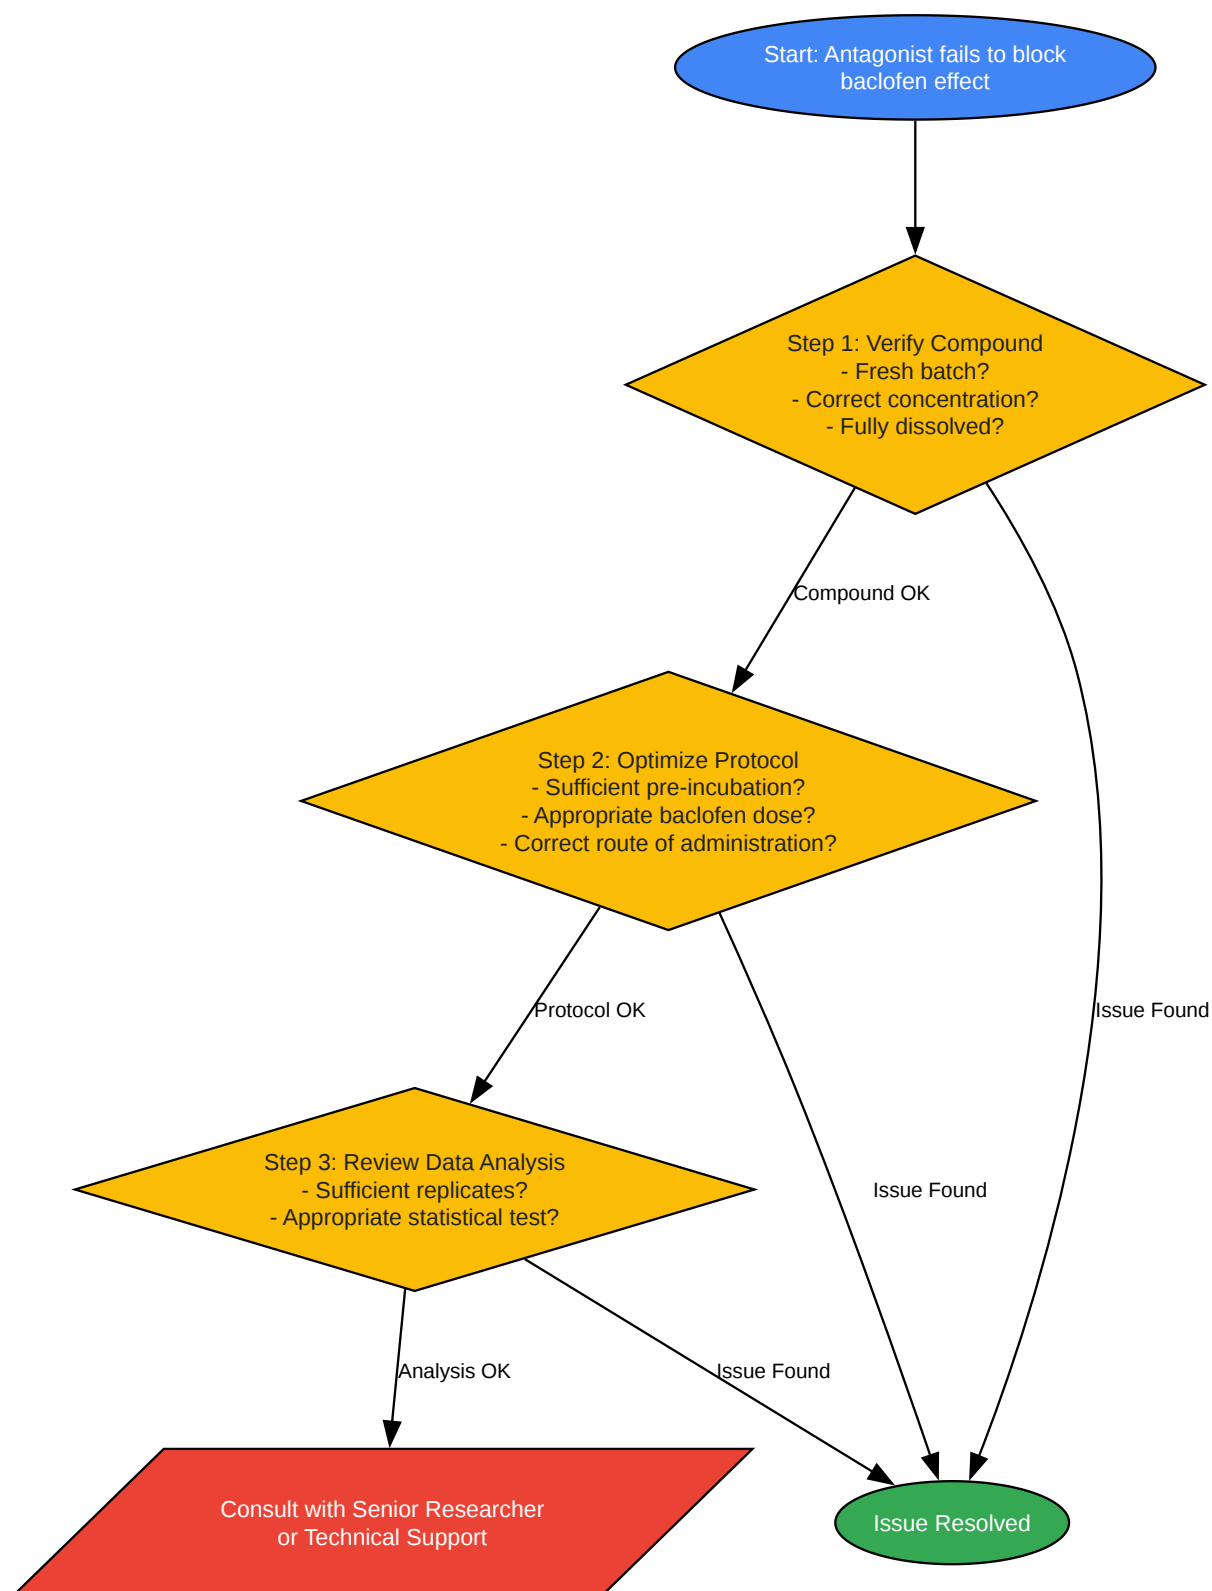 Start: Antagonist fails to block
baclofen effect
Step 1: Verify Compound
- Fresh batch?
- Correct concentration?
- Fully dissolved?
Compound OK
Step 2: Optimize Protocol
- Sufficient pre-incubation?
- Appropriate baclofen dose?
- Correct route of administration?
Protocol OK
Issue Found
Step 3: Review Data Analysis
- Sufficient replicates?
- Appropriate statistical test?
Issue Found
Analysis OK
Issue Found
Consult with Senior Researcher
or Technical Support
Issue Resolved